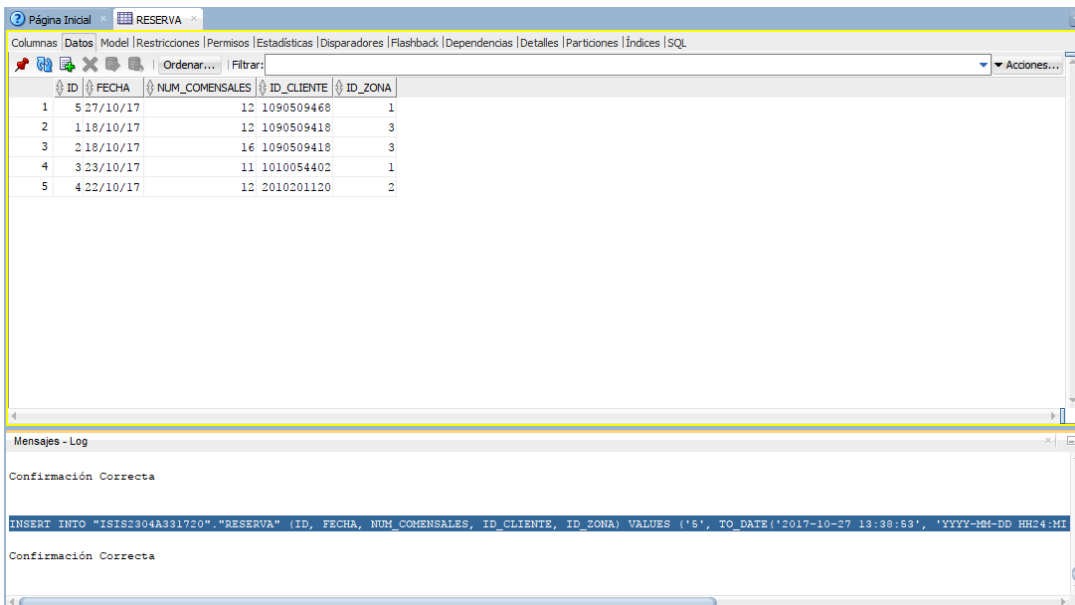 Página Inicial RESERVA
Columnas Datos Model Restricciones Permisos Estadísticas Disparadores Flashback Dependencias Detalles Particiones Índices SQL
Ordenar... Filtrar: Acciones...
ID FECHA NUM_COMENSALES ID_CLIENTE ID_ZONA
1 5 27/10/17 12 1090509468 1
2 1 18/10/17 12 1090509418 3
3 2 18/10/17 16 1090509418 3
4 3 23/10/17 11 1010054402 1
5 4 22/10/17 12 2010201120 2
Mensajes - Log
Confirmación Correcta
INSERT INTO "ISIS2304A331720"."RESERVA" (ID, FECHA, NUM_COMENSALES, ID_CLIENTE, ID_ZONA) VALUES ('5', TO_DATE('2017-10-27 13:38:53', 'YYYY-MM-DD HH24:MI
Confirmación Correcta